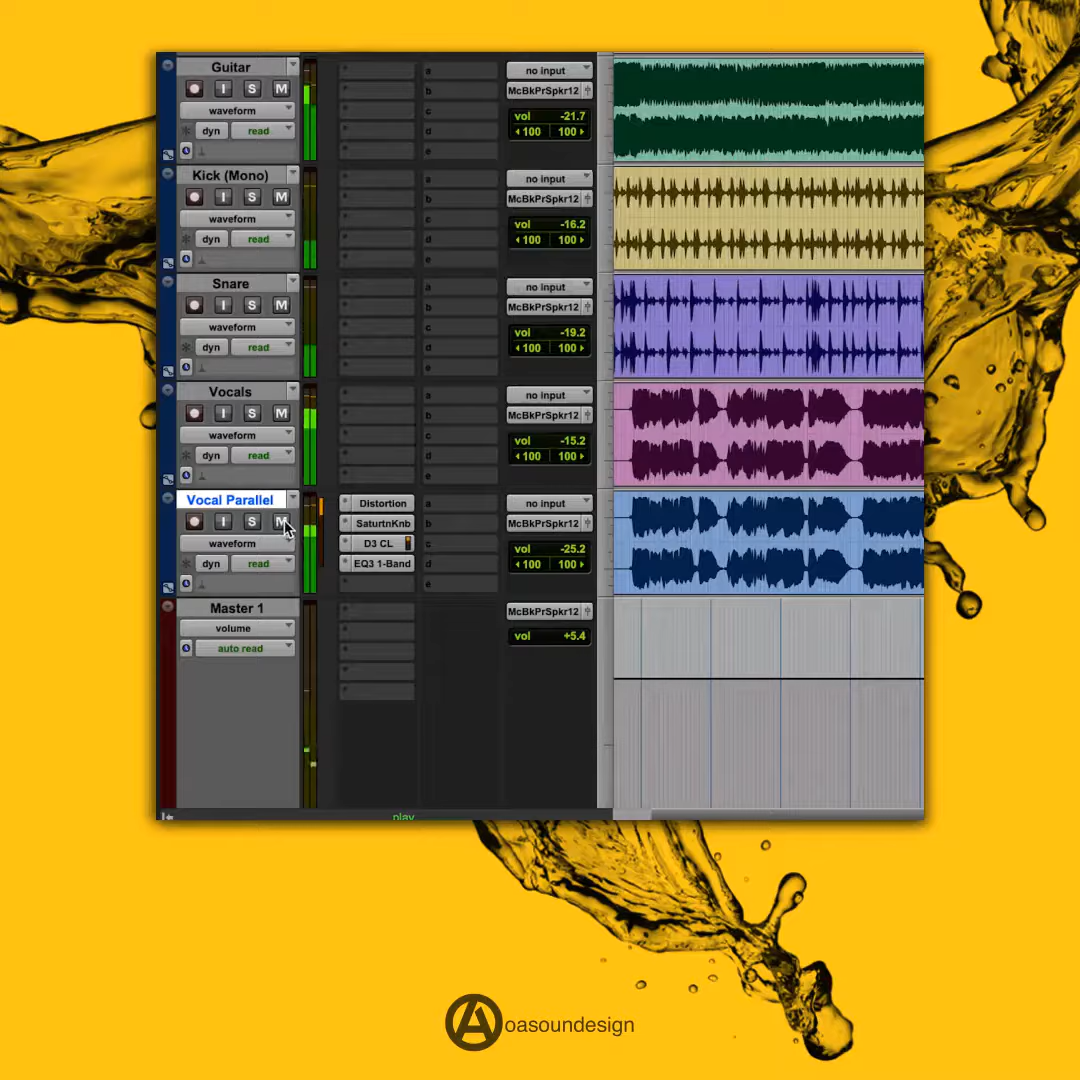 Guitar
I S M
waveform
dyn read
a
b
c
d
e
no input
McBkPrSpkr12
vol -21.7
100 100
Kick (Mono)
I S M
waveform
dyn read
a
b
c
d
e
no input
McBkPrSpkr12
vol -16.2
100 100
Snare
I S M
waveform
dyn read
a
b
c
d
e
no input
McBkPrSpkr12
vol -19.2
100 100
Vocals
I S M
waveform
dyn read
a
b
c
d
e
no input
McBkPrSpkr12
vol -15.2
100 100
Vocal Parallel
I S M
waveform
dyn read
Distortion
SaturtnKnb
D3 CL
EQ3 1-Band
a
b
c
d
e
no input
McBkPrSpkr12
vol -25.2
100 100
Master 1
volume
auto read
McBkPrSpkr12
vol +5.4
play
oasoundesign